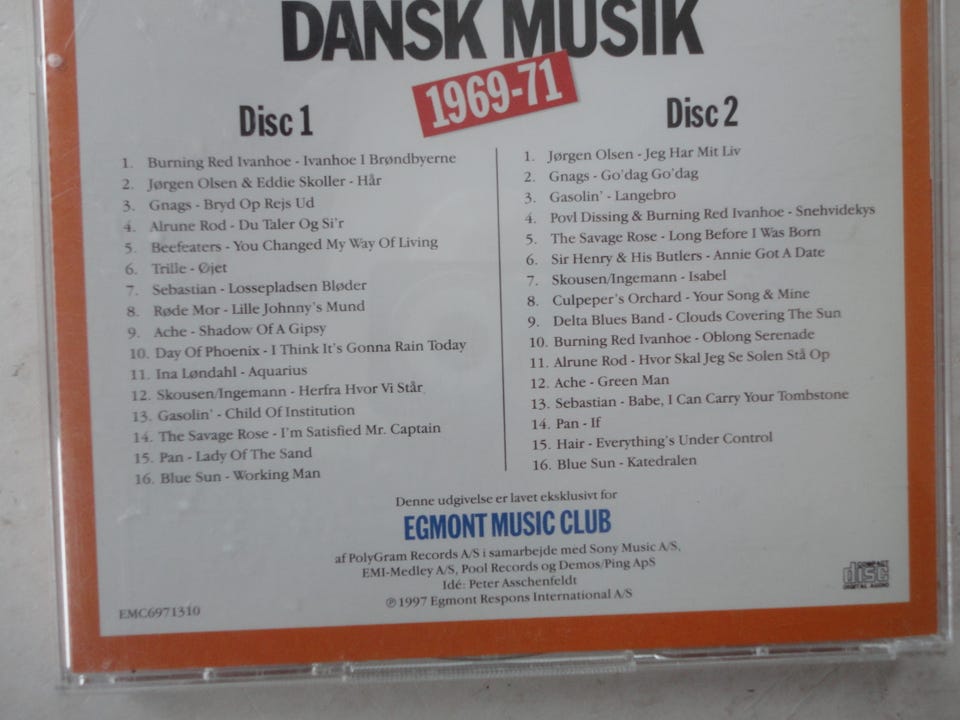 DANSK MUSIK
1969-71
Disc 1
1. Burning Red Ivanhoe - Ivanhoe I Brøndbyerne
2. Jørgen Olsen & Eddie Skoller - Hår
3. Gnags - Bryd Op Rejs Ud
4. Alrune Rod - Du Taler Og Si'r
5. Beefeaters - You Changed My Way Of Living
6. Trille - Øjet
7. Sebastian - Lossepladsen Bløder
8. Røde Mor - Lille Johnny's Mund
9. Ache - Shadow Of A Gipsy
10. Day Of Phoenix - I Think It's Gonna Rain Today
11. Ina Løndahl - Aquarius
12. Skousen/Ingemann - Herfra Hvor Vi Står
13. Gasolin' - Child Of Institution
14. The Savage Rose - I'm Satisfied Mr. Captain
15. Pan - Lady Of The Sand
16. Blue Sun - Working Man
Disc 2
1. Jørgen Olsen - Jeg Har Mit Liv
2. Gnags - Go'dag Go'dag
3. Gasolin' - Langebro
4. Povl Dissing & Burning Red Ivanhoe - Snehvidekys
5. The Savage Rose - Long Before I Was Born
6. Sir Henry & His Butlers - Annie Got A Date
7. Skousen/Ingemann - Isabel
8. Culpeper's Orchard - Your Song & Mine
9. Delta Blues Band - Clouds Covering The Sun
10. Burning Red Ivanhoe - Oblong Serenade
11. Alrune Rod - Hvor Skal Jeg Se Solen Stå Op
12. Ache - Green Man
13. Sebastian - Babe, I Can Carry Your Tombstone
14. Pan - If
15. Hair - Everything's Under Control
16. Blue Sun - Katedralen
Denne udgivelse er lavet eksklusivt for
EGMONT MUSIC CLUB
af PolyGram Records A/S i samarbejde med Sony Music A/S,
EMI-Medley A/S, Pool Records og Demos/Ping ApS
Idé: Peter Asschenfeldt
℗ 1997 Egmont Respons International A/S
EMC6971310
COMPACT
disc
DIGITAL AUDIO